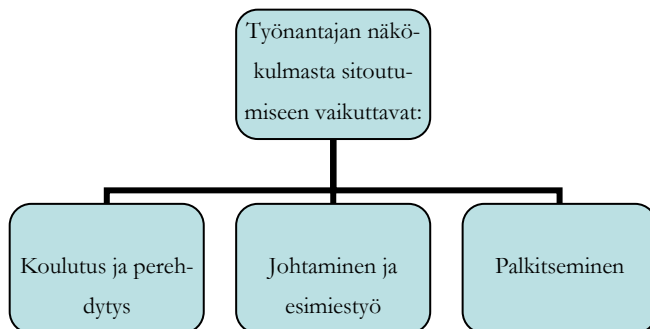 Työnantajan näkö-
kulmasta sitoutu-
miseen vaikuttavat:
Koulutus ja pereh-
dytys
Johtaminen ja
esimiestyö
Palkitseminen